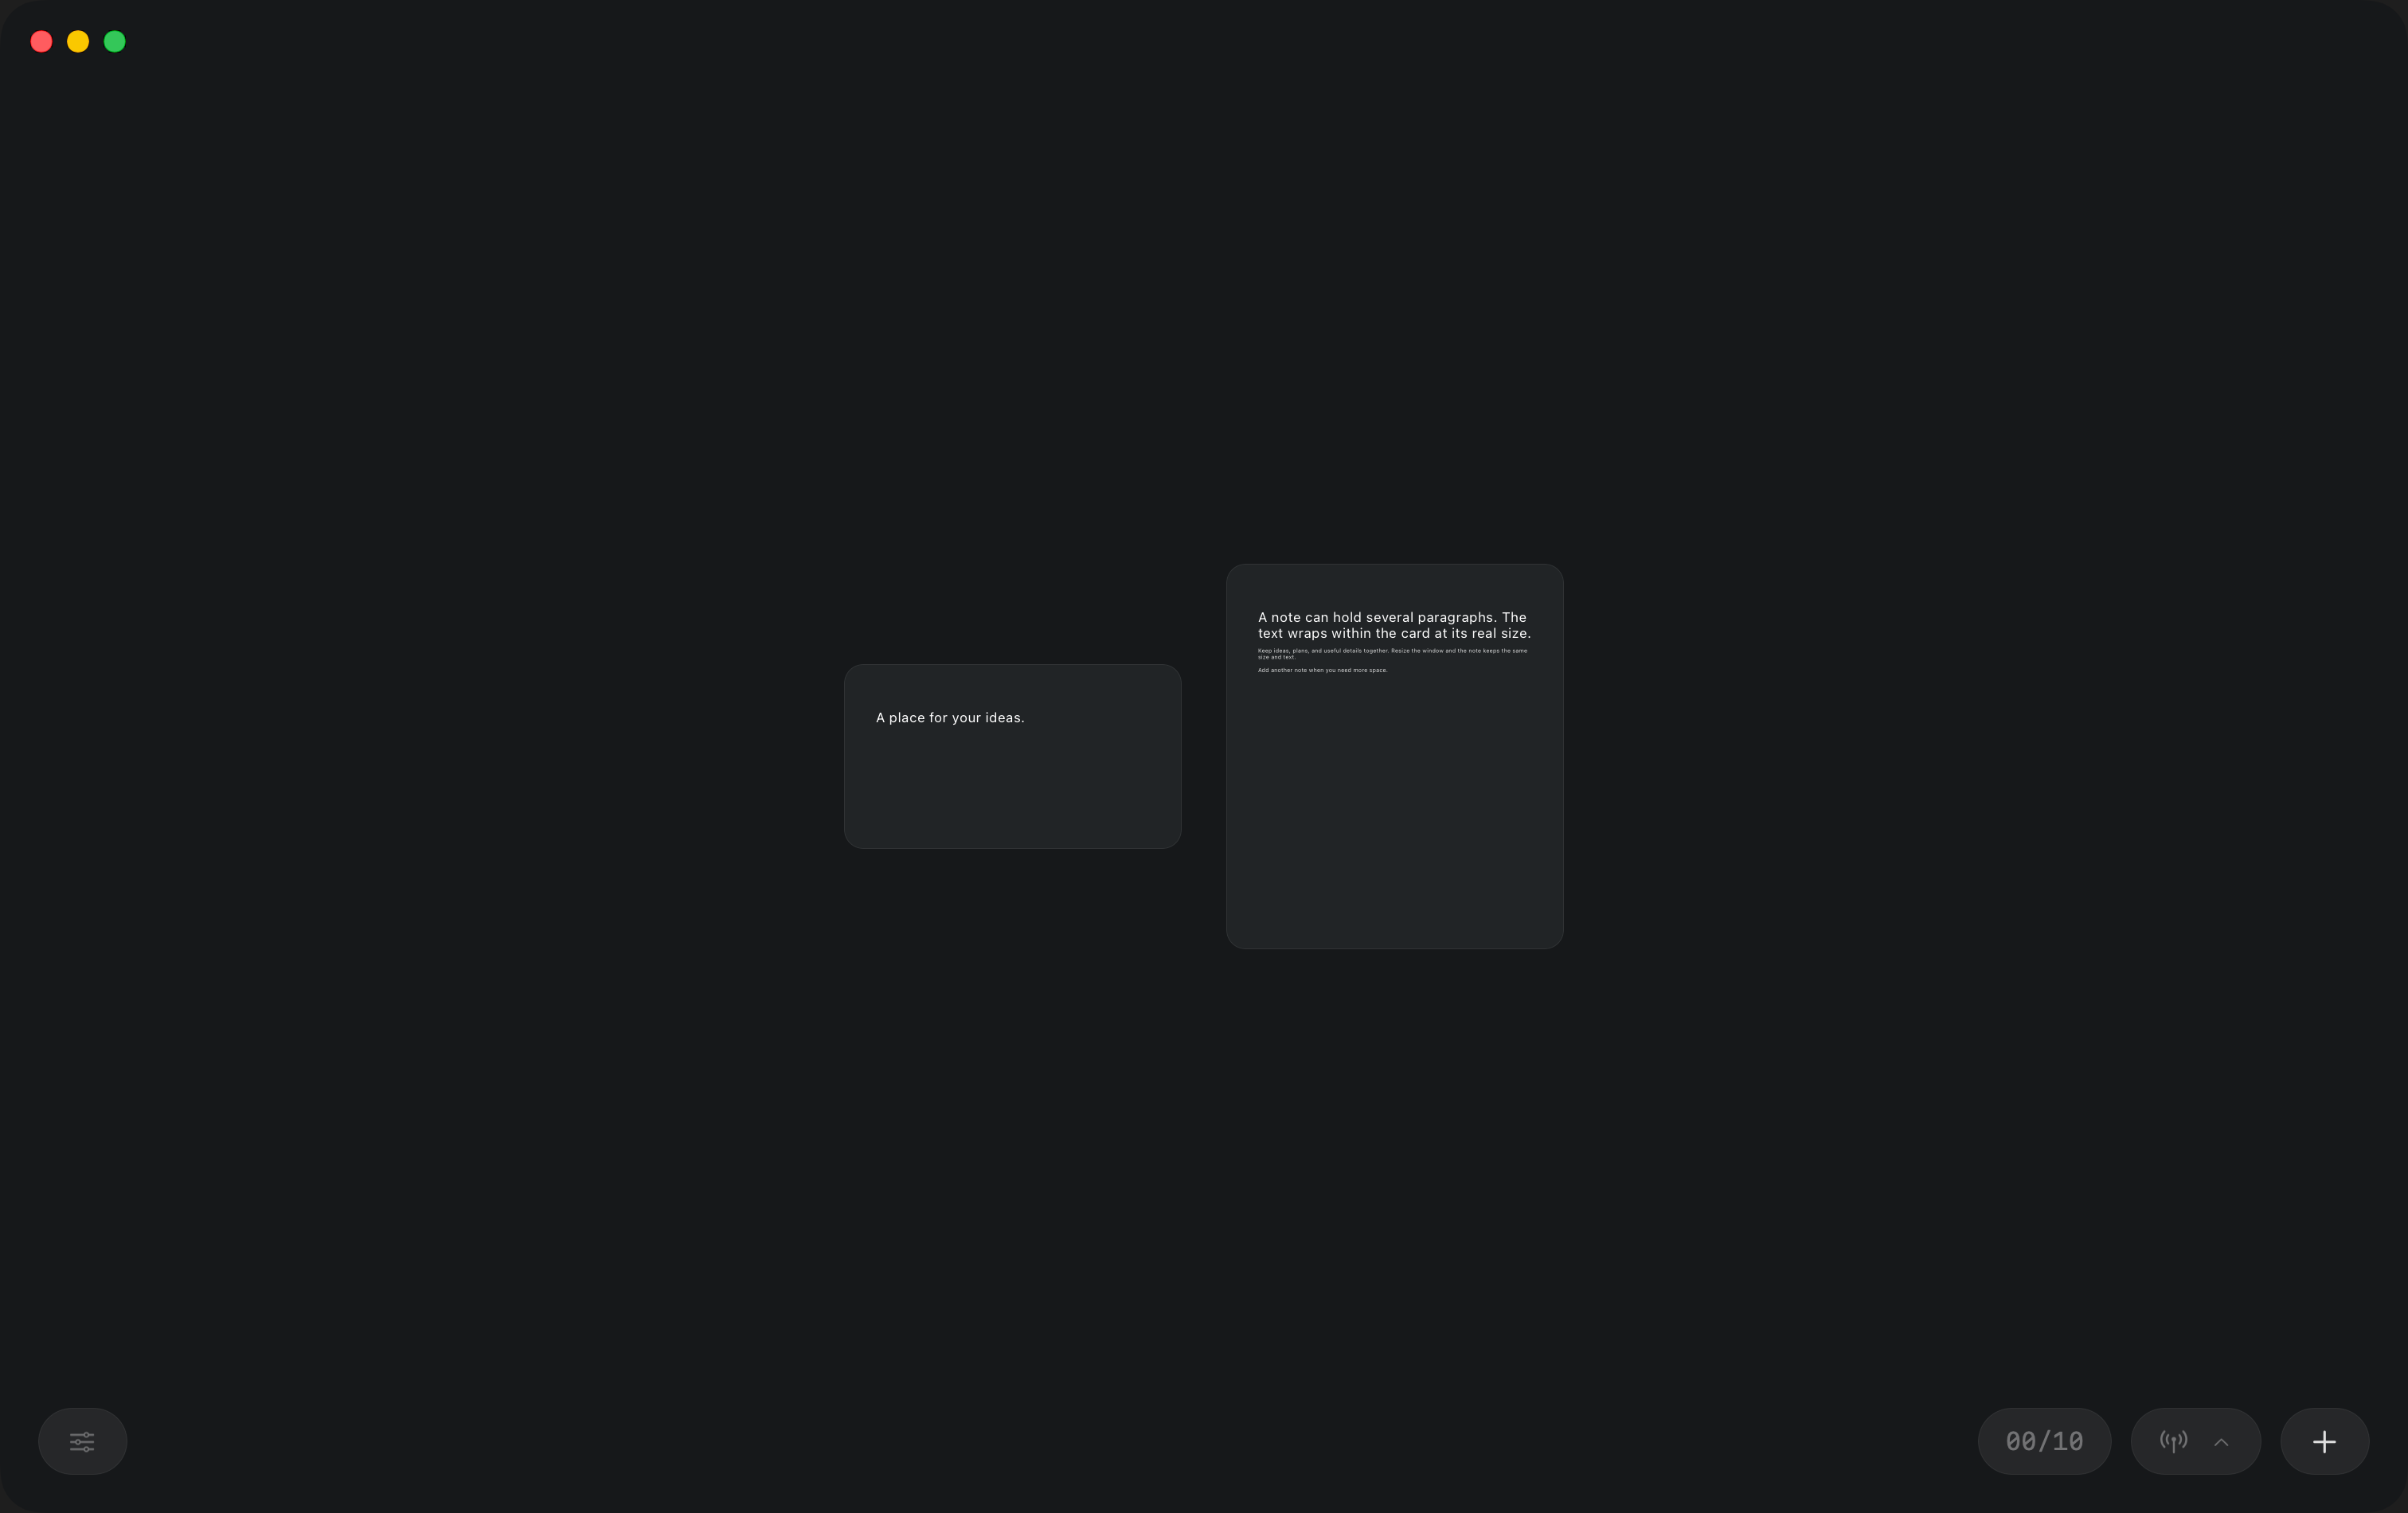 A place for your ideas.
A note can hold several paragraphs. The
text wraps within the card at its real size.
Keep ideas, plans, and useful details together. Resize the window and the note keeps the same
size and text.
Add another note when you need more space.
00/10